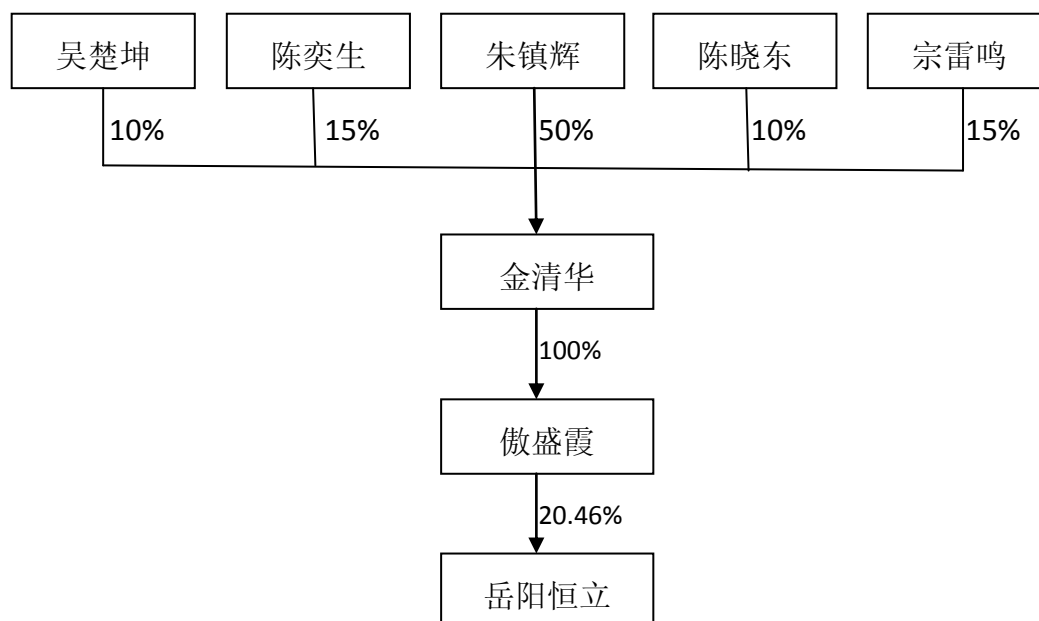 吴楚坤 陈奕生 朱镇辉 陈晓东 宗雷鸣
10% 15% 50% 10% 15%
金清华
100%
傲盛霞
20.46%
岳阳恒立